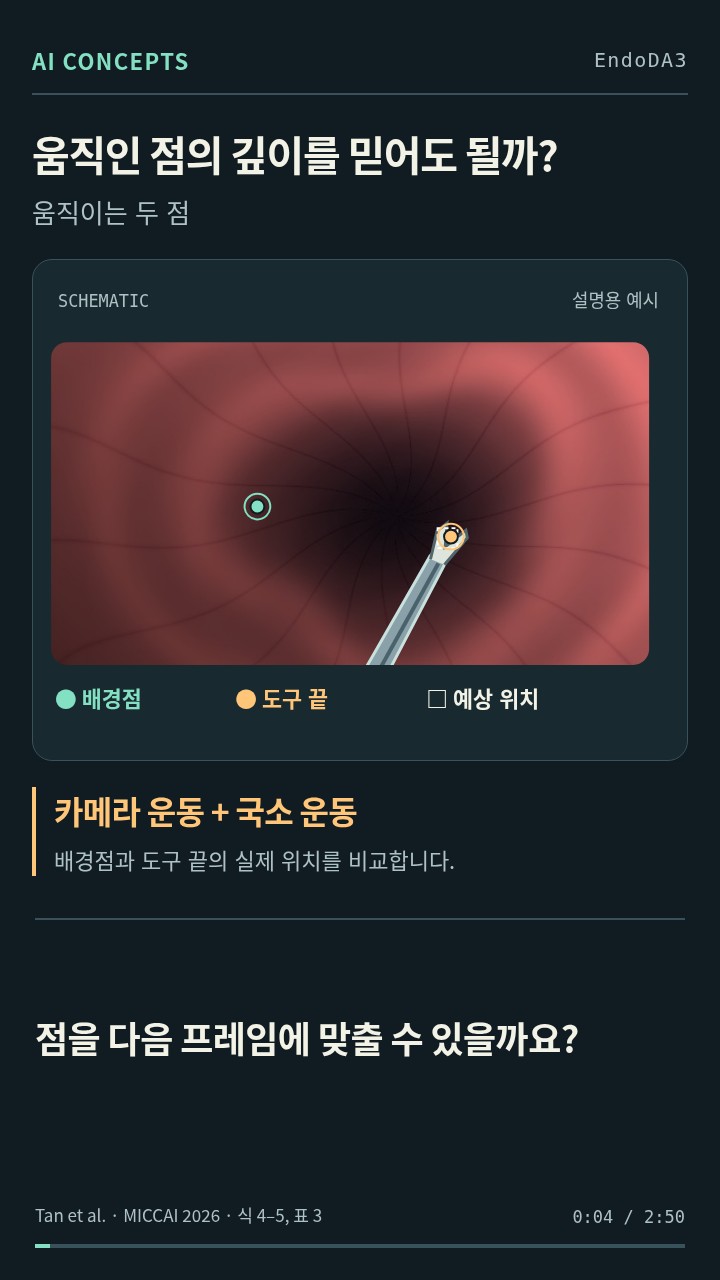 AI CONCEPTS
EndoDA3
움직인 점의 깊이를 믿어도 될까?
움직이는 두 점
SCHEMATIC
설명용 예시
배경점
도구 끝
예상 위치
카메라 운동 + 국소 운동
배경점과 도구 끝의 실제 위치를 비교합니다.
점을 다음 프레임에 맞출 수 있을까요?
Tan et al. · MICCAI 2026 · 식 4–5, 표 3
0:04 / 2:50